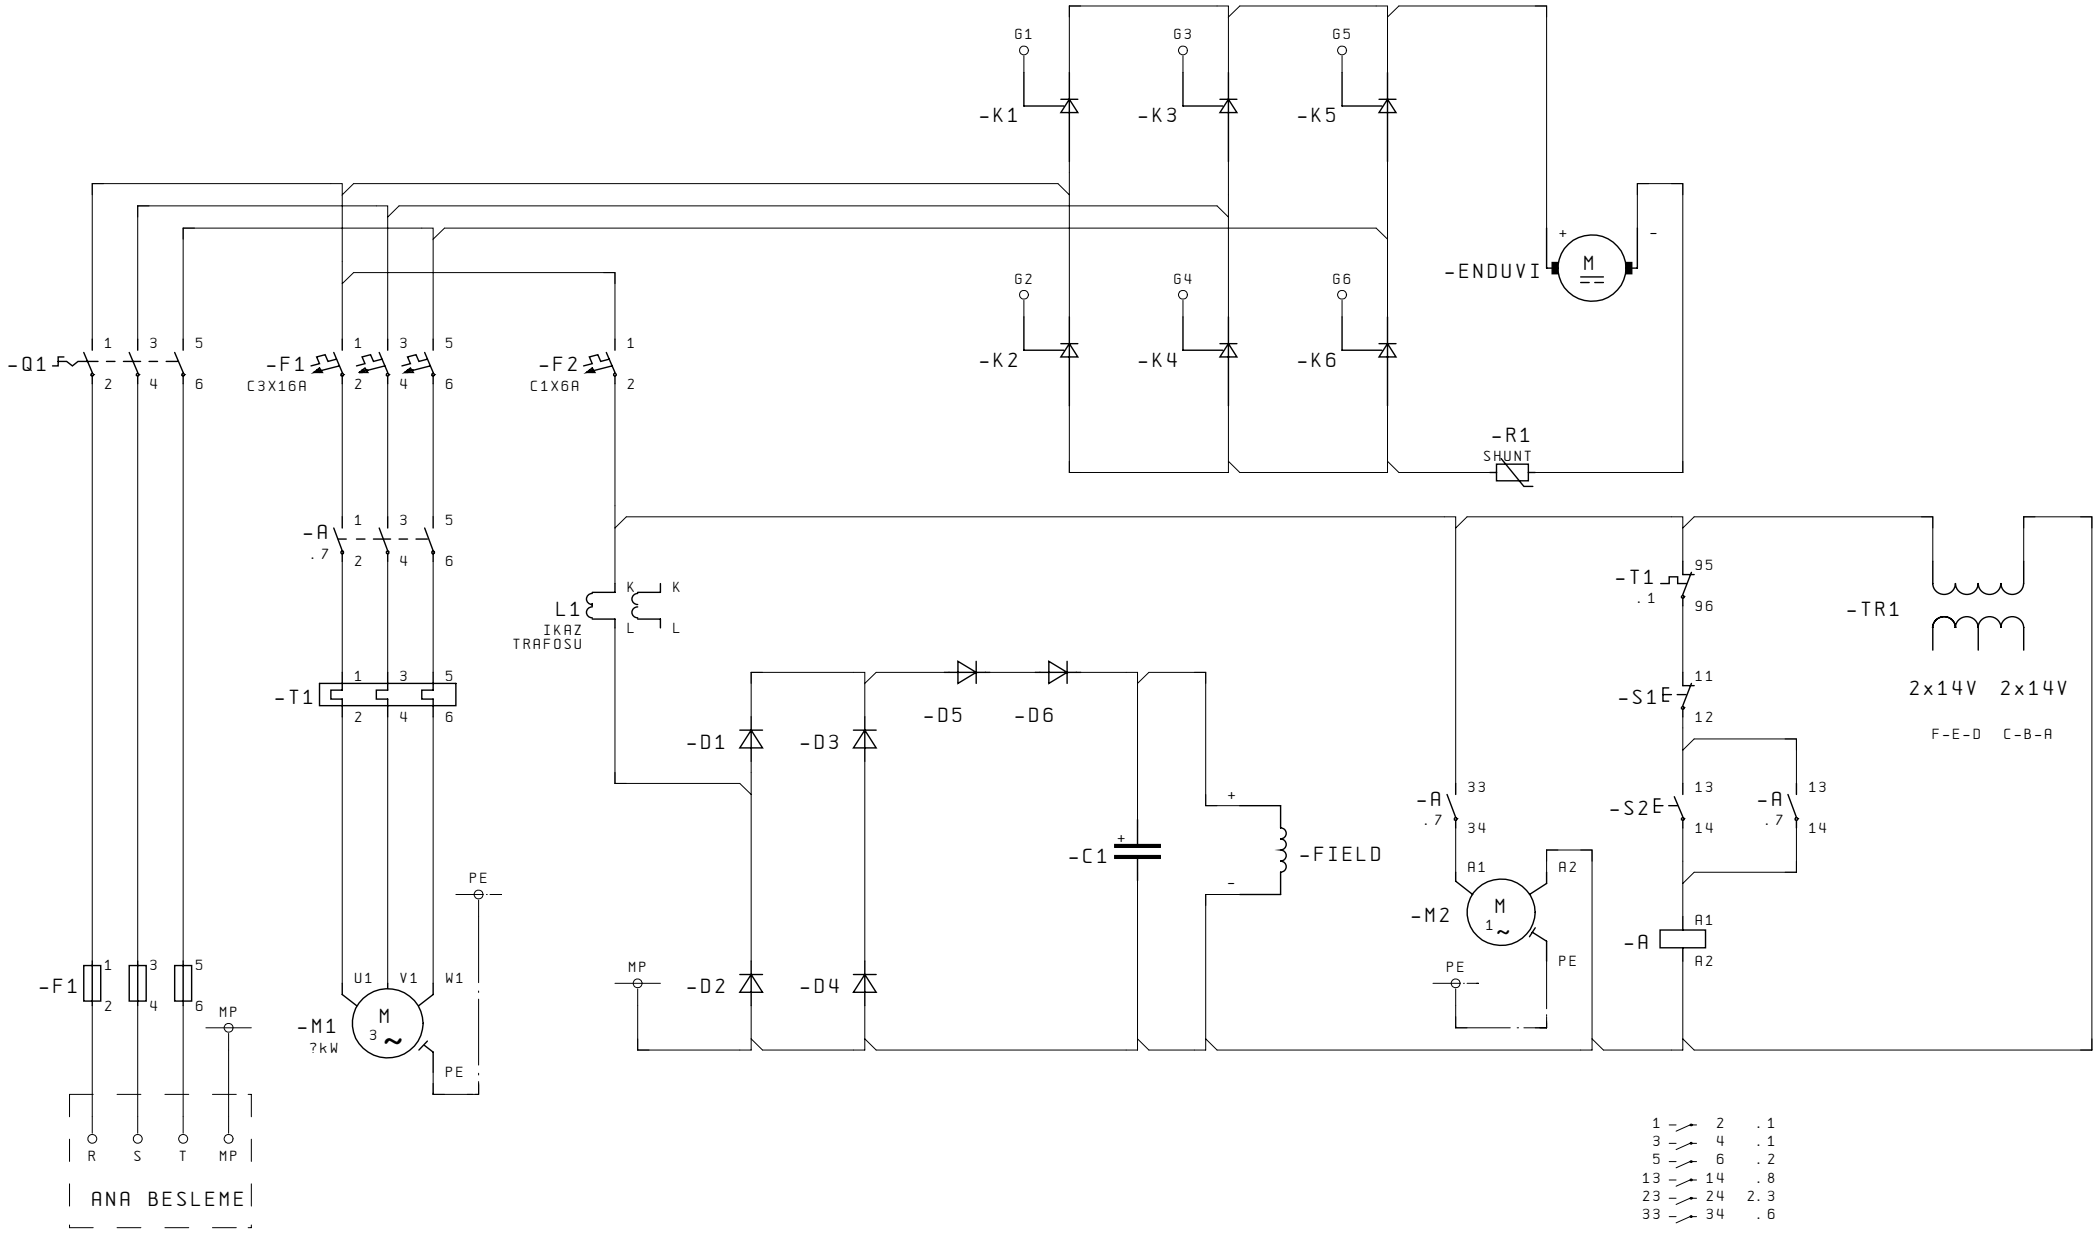 G1 G3 G5
-K1 -K3 -K5
+ -
-ENDUVI M
G2 G4 G6
1 3 5 1 3 5 1
-Q1 -F1 -F2 -K2 -K4 -K6
2 4 6 C3X16A 2 4 6 C1X6A 2
-R1
SHUNT
1 3 5
-A
.7 2 4 6
95
-T1
.1
96
K K
L1
IKAZ L L
TRAFOSU
-TR1
1 3 5
-T1
2 4 6
11
-S1
12
2x14V 2x14V
F-E-D C-B-A
-D5 -D6
-D1 -D3
33 13 13
-A -S2 -A
.7 34 14 .7 14
+ +
-C1 -FIELD
-
A1 A2
-M2 M
1 ~
PE PE
A1
-A
A2
PE
MP -D2 -D4
1 3 5
-F1
2 4 6
MP
U1 V1 W1
-M1 M
?kW 3 ~
PE
R S T MP
ANA BESLEME
1 2 .1
3 4 .1
5 6 .2
13 14 .8
23 24 2.3
33 34 .6